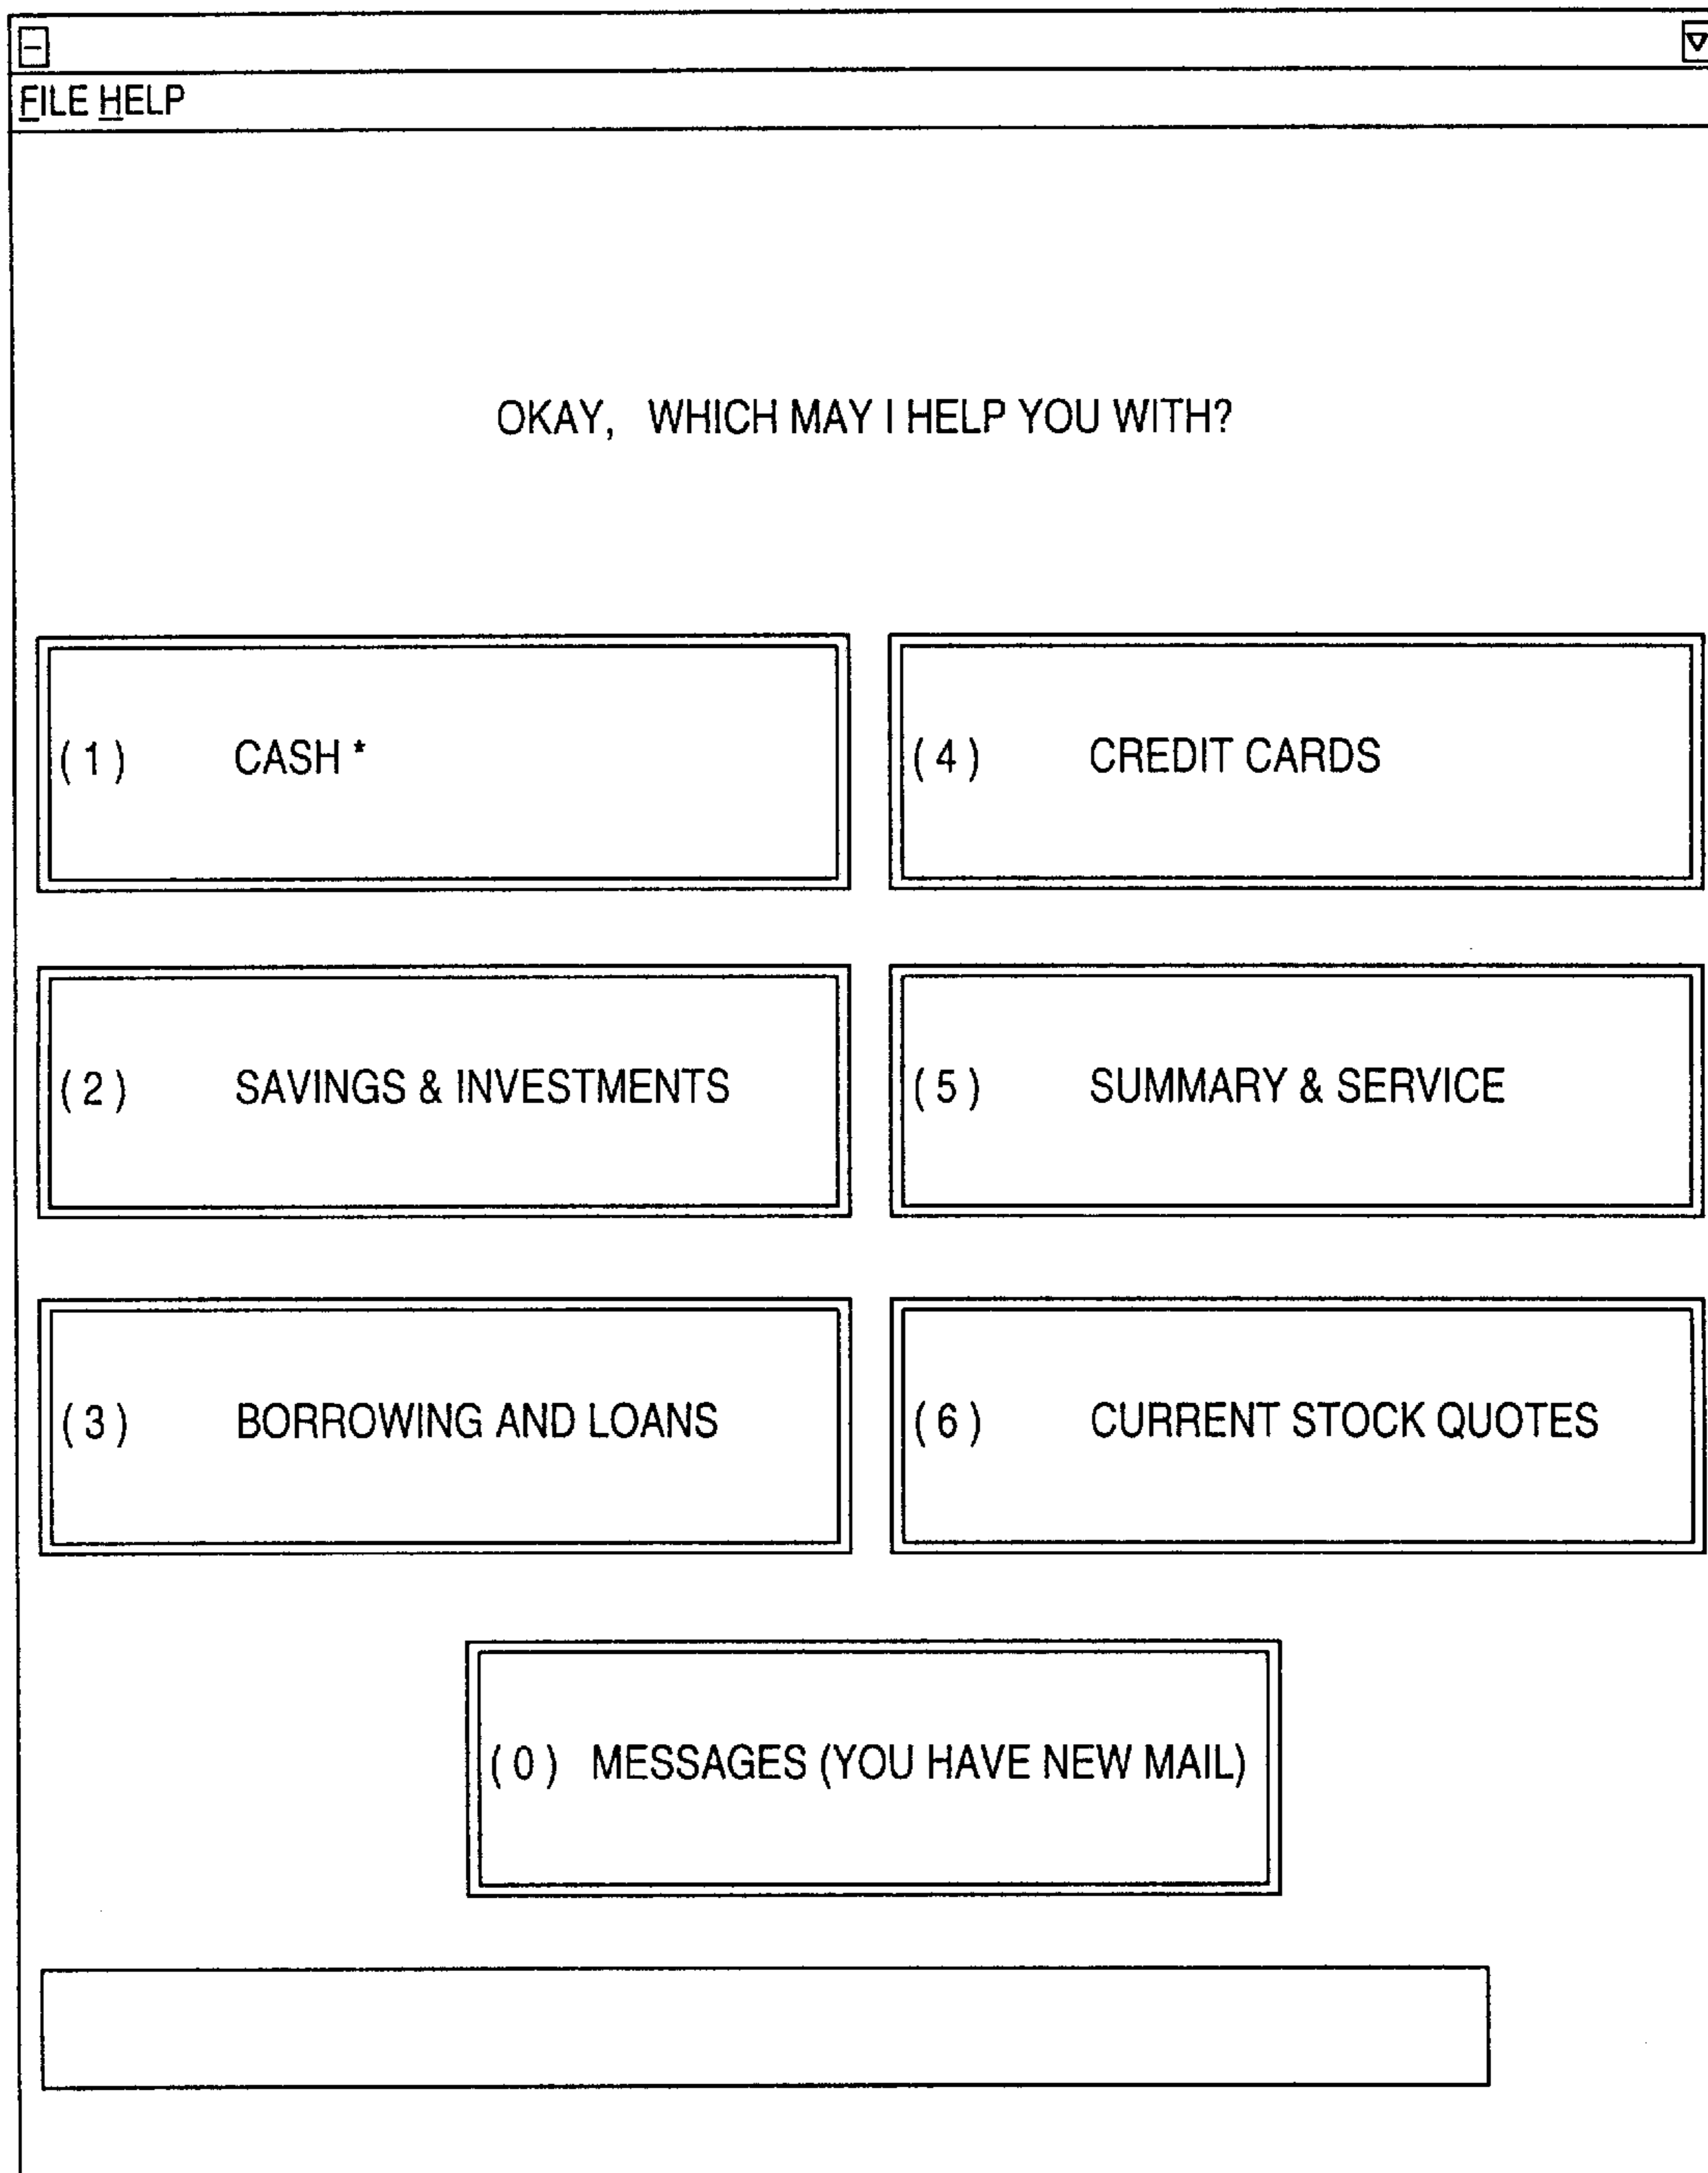 FILE HELP
OKAY, WHICH MAY I HELP YOU WITH?
(1) CASH *
(4) CREDIT CARDS
(2) SAVINGS & INVESTMENTS
(5) SUMMARY & SERVICE
(3) BORROWING AND LOANS
(6) CURRENT STOCK QUOTES
(0) MESSAGES (YOU HAVE NEW MAIL)